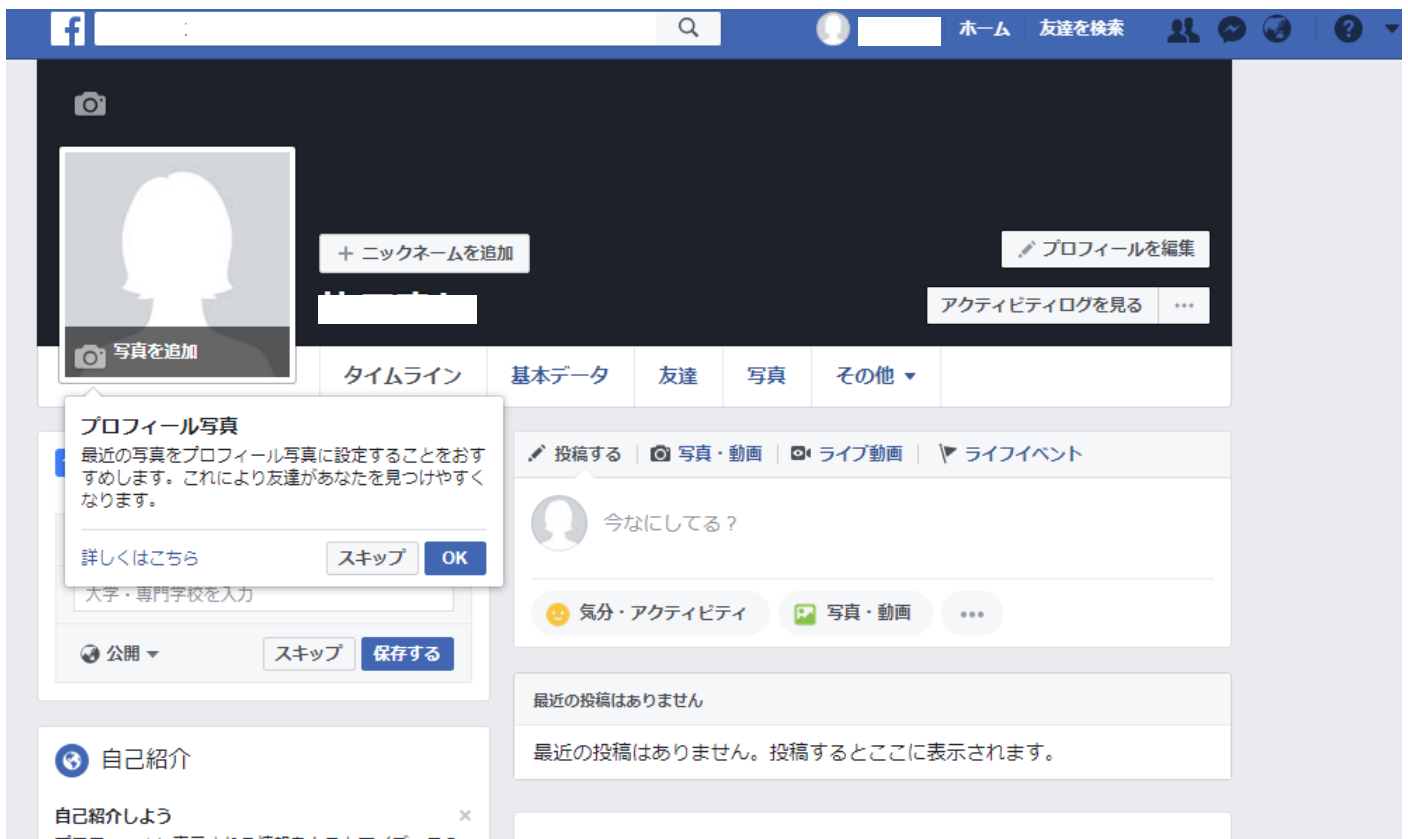 f
ホーム 友達を検索
+ ニックネームを追加
プロフィールを編集
アクティビティログを見る ...
写真を追加
タイムライン 基本データ 友達 写真 その他
プロフィール写真
最近の写真をプロフィール写真に設定することをおす
すめします。これにより友達があなたを見つけやすく
なります。
詳しくはこちら スキップ OK
大学・専門学校を入力
公開 スキップ 保存する
自己紹介
自己紹介しよう
投稿する 写真・動画 ライブ動画 ライフイベント
今なにしてる?
気分・アクティビティ 写真・動画 ...
最近の投稿はありません
最近の投稿はありません。投稿するとここに表示されます。